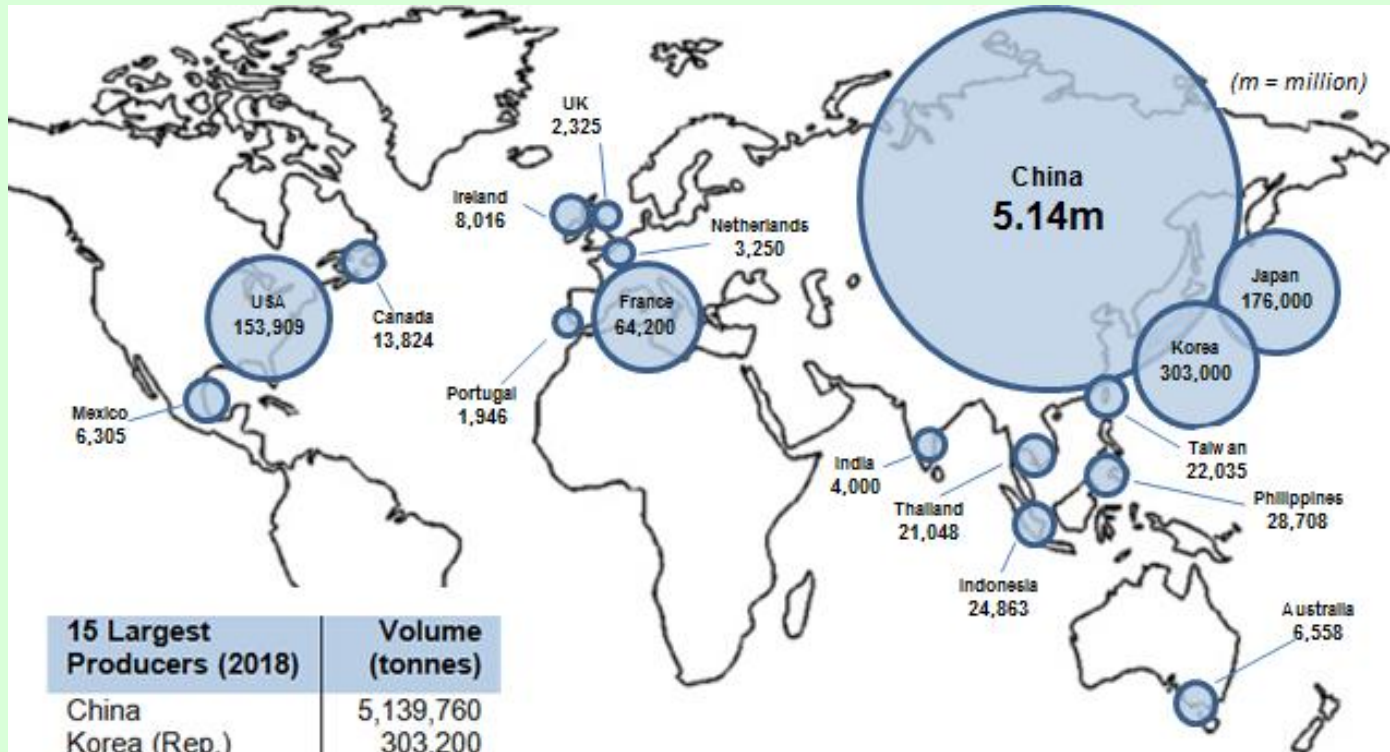 (m = million)
UK
2,325
China
5.14m
Ireland
8,016
Netherlands
3,250
Japan
176,000
USA
153,909
France
64,200
Canada
13,824
Korea
303,000
Portugal
1,946
Mexico
6,305
Taiwan
22,035
India
4,000
Thailand
21,048
Philippines
28,708
Indonesia
24,863
Australia
6,558
15 Largest Volume
Producers (2018) (tonnes)
China 5,139,760
Korea (Rep.) 303,200